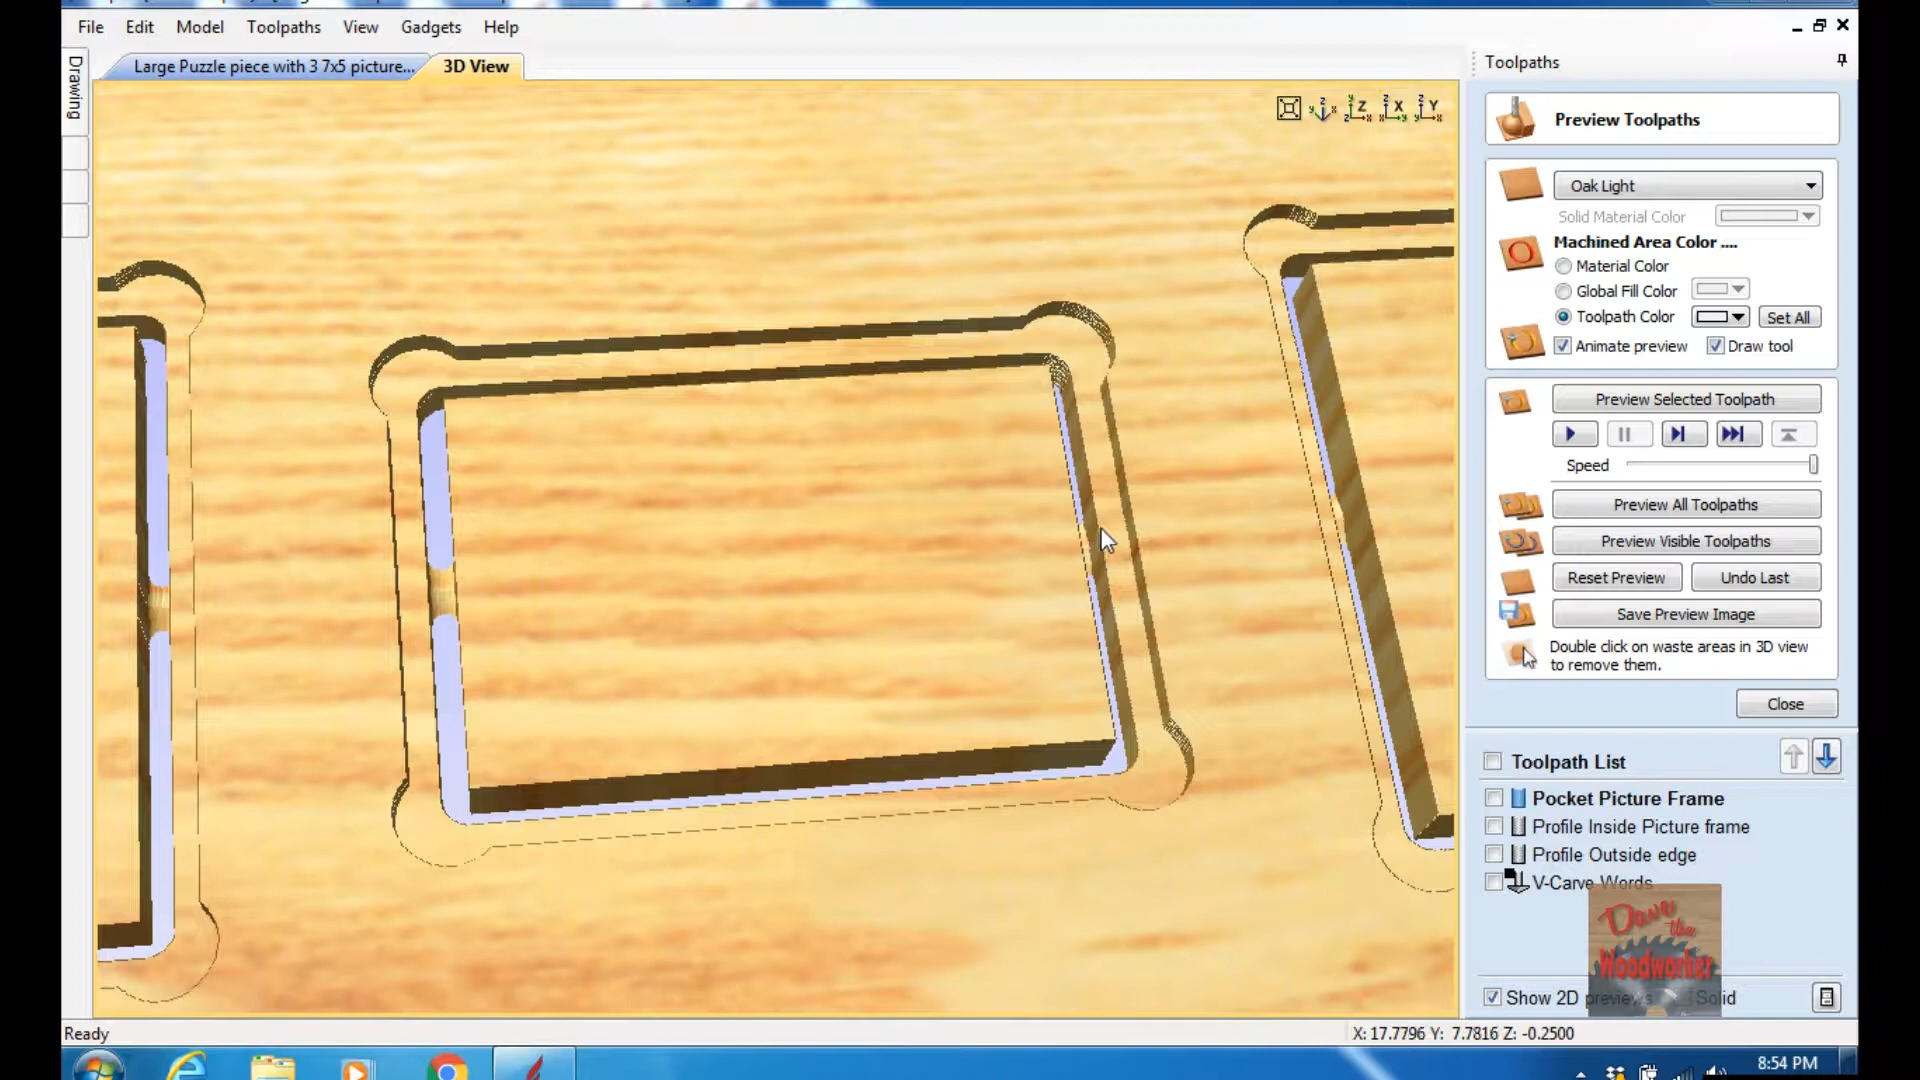 File Edit Model Toolpaths View Gadgets Help
Drawing
Large Puzzle piece with 3 7x5 picture...
3D View
Z X Y
Toolpaths
Preview Toolpaths
Oak Light
Solid Material Color
Machined Area Color ....
Material Color
Global Fill Color
Toolpath Color
Set All
Animate preview
Draw tool
Preview Selected Toolpath
Speed
Preview All Toolpaths
Preview Visible Toolpaths
Reset Preview
Undo Last
Save Preview Image
Double click on waste areas in 3D view
to remove them.
Close
Toolpath List
Pocket Picture Frame
Profile Inside Picture frame
Profile Outside edge
V-Carve Words
Dave
the
Woodworker
Show 2D previews
Solid
Ready
X: 17.7796 Y: 7.7816 Z: -0.2500
8:54 PM